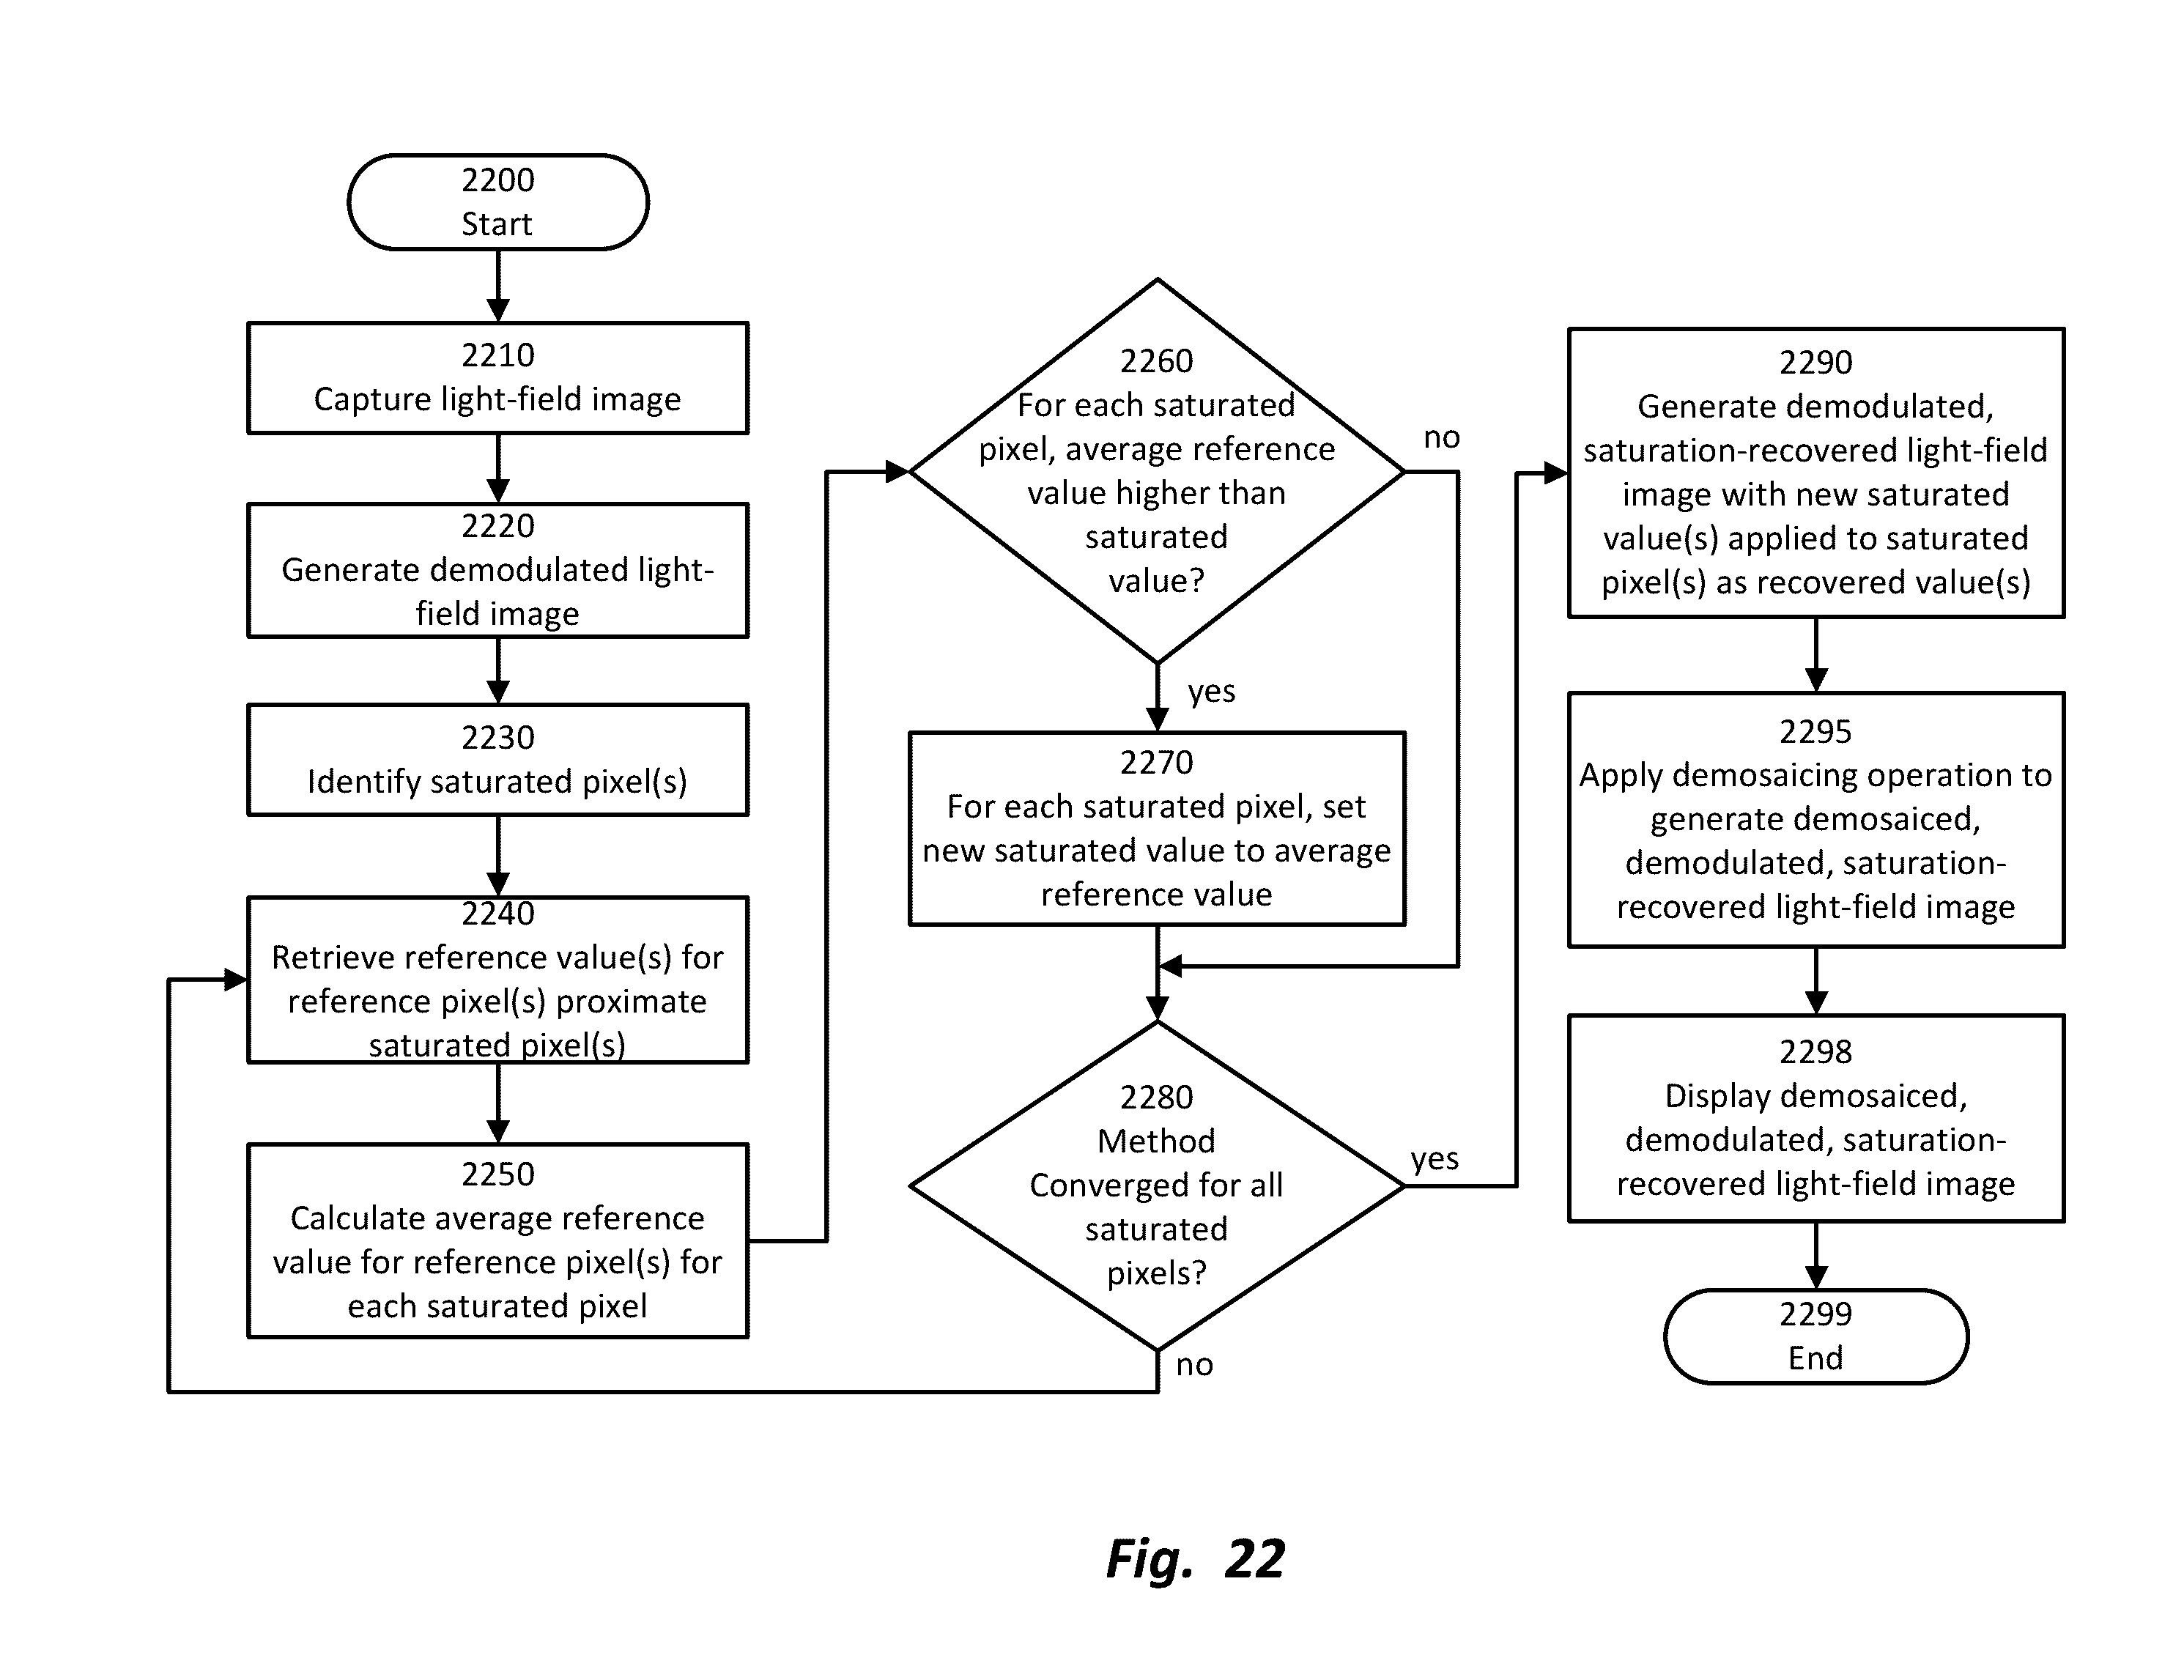 2200
Start
2210
Capture light-field image
2220
Generate demodulated light-
field image
2230
Identify saturated pixel(s)
2240
Retrieve reference value(s) for
reference pixel(s) proximate
saturated pixel(s)
2250
Calculate average reference
value for reference pixel(s) for
each saturated pixel
2260
For each saturated
pixel, average reference
value higher than
saturated
value?
no
yes
2270
For each saturated pixel, set
new saturated value to average
reference value
2280
Method
Converged for all
saturated
pixels?
yes
no
2290
Generate demodulated,
saturation-recovered light-field
image with new saturated
value(s) applied to saturated
pixel(s) as recovered value(s)
2295
Apply demosaicing operation to
generate demosaiced,
demodulated, saturation-
recovered light-field image
2298
Display demosaiced,
demodulated, saturation-
recovered light-field image
2299
End
Fig. 22